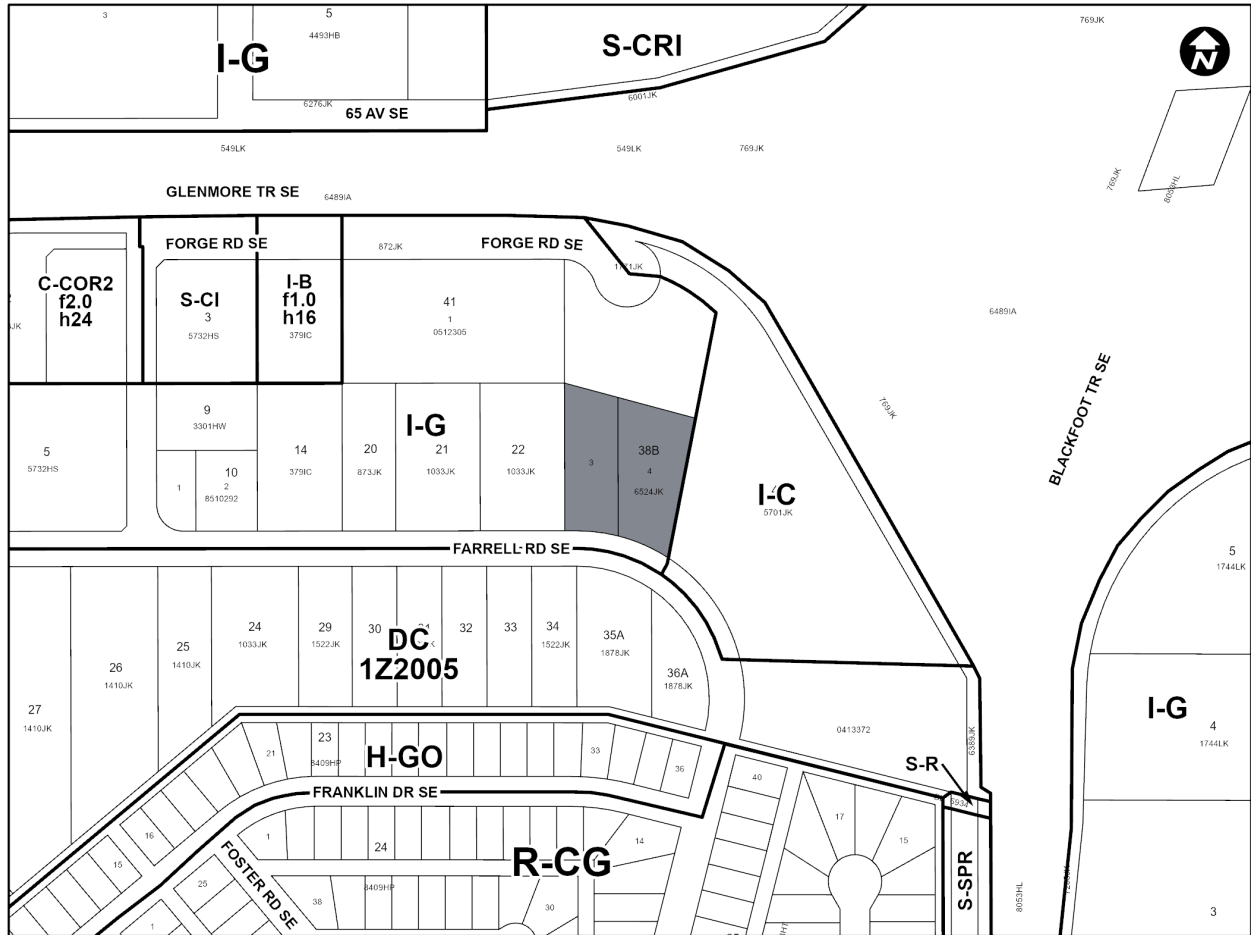 3
5
4493HB
I-G
S-CRI
769JK
N
6276JK
65 AV SE
6001JK
549LK
549LK
769JK
769JK
8053HL
GLENMORE TR SE
6489IA
FORGE RD SE
872JK
FORGE RD SE
1171JK
C-COR2
f2.0
h24
S-CI
3
5732HS
I-B
f1.0
h16
379IC
41
1
0512305
6489IA
BLACKFOOT TR SE
769JK
9
3301HW
I-G
5
5732HS
1
10
2
8510292
14
379IC
20
873JK
21
1033JK
22
1033JK
3
38B
4
6524JK
I-C
5701JK
FARRELL RD SE
5
1744LK
27
1410JK
26
1410JK
25
1410JK
24
1033JK
29
1522JK
30
DC
1Z2005
32
33
34
1522JK
35A
1878JK
36A
1878JK
0413372
6389JK
I-G
4
1744LK
21
23
8409HP
H-GO
33
36
40
S-R
5934
FRANKLIN DR SE
16
15
1
24
8409HP
R-CG
14
17
15
FOSTER RD SE
25
38
30
1
S-SPR
8053HL
3